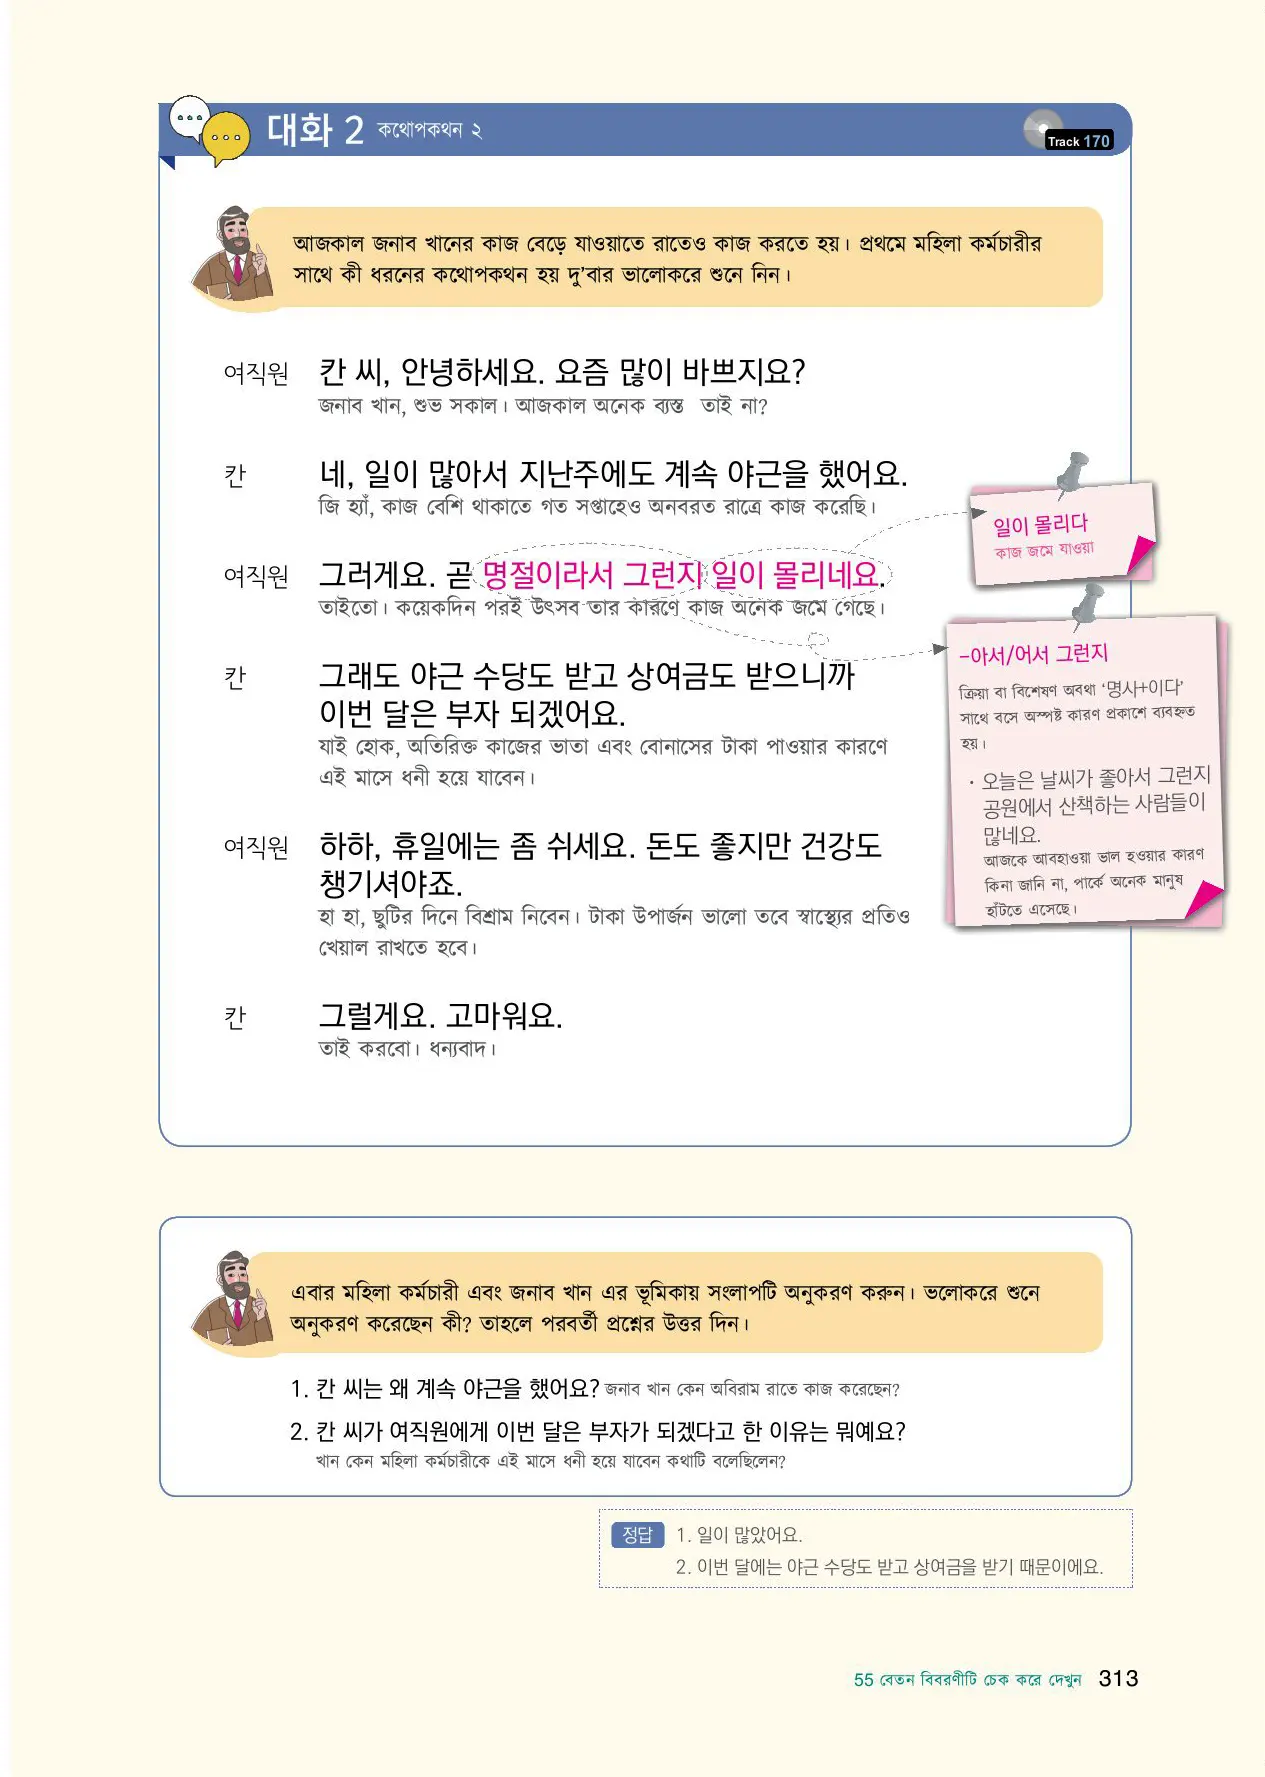 대화 2 কথোপকথন ২
Track 170
আজকাল জনাব খানের কাজ বেড়ে যাওয়াতে রাতেও কাজ করতে হয়। প্রথমে মহিলা কর্মচারীর
সাথে কী ধরনের কথোপকথন হয় দু’বার ভালোকরে শুনে নিন।
여직원 칸 씨, 안녕하세요. 요즘 많이 바쁘지요?
জনাব খান, শুভ সকাল। আজকাল অনেক ব্যস্ত তাই না?
칸 네, 일이 많아서 지난주에도 계속 야근을 했어요.
জি হ্যাঁ, কাজ বেশি থাকাতে গত সপ্তাহেও অনবরত রাত্রে কাজ করেছি।
여직원 그러게요. 곧 명절이라서 그런지 일이 몰리네요.
তাইতো। কয়েকদিন পরই উৎসব তার কারণে কাজ অনেক জমে গেছে।
칸 그래도 야근 수당도 받고 상여금도 받으니까
이번 달은 부자 되겠어요.
যাই হোক, অতিরিক্ত কাজের ভাতা এবং বোনাসের টাকা পাওয়ার কারণে
এই মাসে ধনী হয়ে যাবেন।
여직원 하하, 휴일에는 좀 쉬세요. 돈도 좋지만 건강도
챙기셔야죠.
হা হা, ছুটির দিনে বিশ্রাম নিবেন। টাকা উপার্জন ভালো তবে স্বাস্থ্যের প্রতিও
খেয়াল রাখতে হবে।
칸 그럴게요. 고마워요.
তাই করবো। ধন্যবাদ।
일이 몰리다
কাজ জমে যাওয়া
-아서/어서 그런지
ক্রিয়া বা বিশেষণ অবথা ‘명사+이다’
সাথে বসে অস্পষ্ট কারণ প্রকাশে ব্যবহৃত
হয়।
· 오늘은 날씨가 좋아서 그런지
공원에서 산책하는 사람들이
많네요.
আজকে আবহাওয়া ভাল হওয়ার কারণ
কিনা জানি না, পার্কে অনেক মানুষ
হাঁটতে এসেছে।
এবার মহিলা কর্মচারী এবং জনাব খান এর ভূমিকায় সংলাপটি অনুকরণ করুন। ভলোকরে শুনে
অনুকরণ করেছেন কী? তাহলে পরবর্তী প্রশ্নের উত্তর দিন।
1. 칸 씨는 왜 계속 야근을 했어요? জনাব খান কেন অবিরাম রাতে কাজ করেছেন?
2. 칸 씨가 여직원에게 이번 달은 부자가 되겠다고 한 이유는 뭐예요?
খান কেন মহিলা কর্মচারীকে এই মাসে ধনী হয়ে যাবেন কথাটি বলেছিলেন?
정답 1. 일이 많았어요.
2. 이번 달에는 야근 수당도 받고 상여금을 받기 때문이에요.
55 বেতন বিবরণীটি চেক করে দেখুন 313